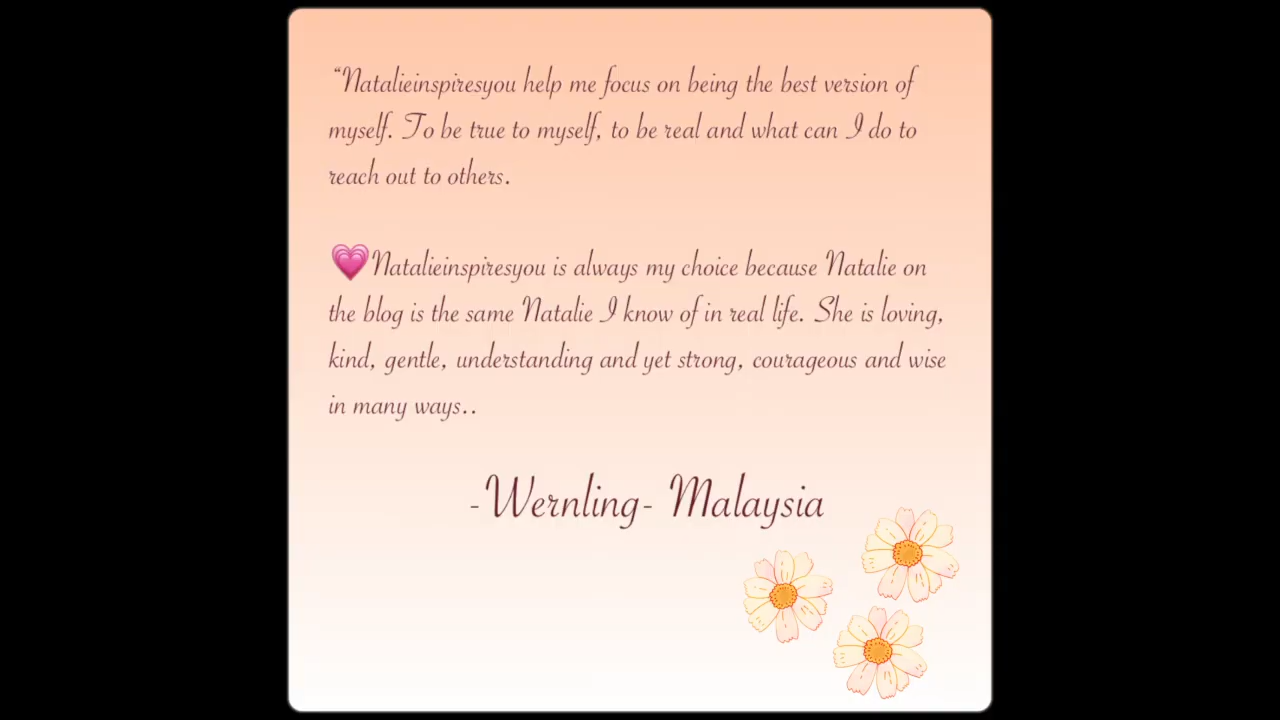 “Natalieinspiresyou help me focus on being the best version of
myself. To be true to myself, to be real and what can I do to
reach out to others.
💗Natalieinspiresyou is always my choice because Natalie on
the blog is the same Natalie I know of in real life. She is loving,
kind, gentle, understanding and yet strong, courageous and wise
in many ways..
-Wernling- Malaysia